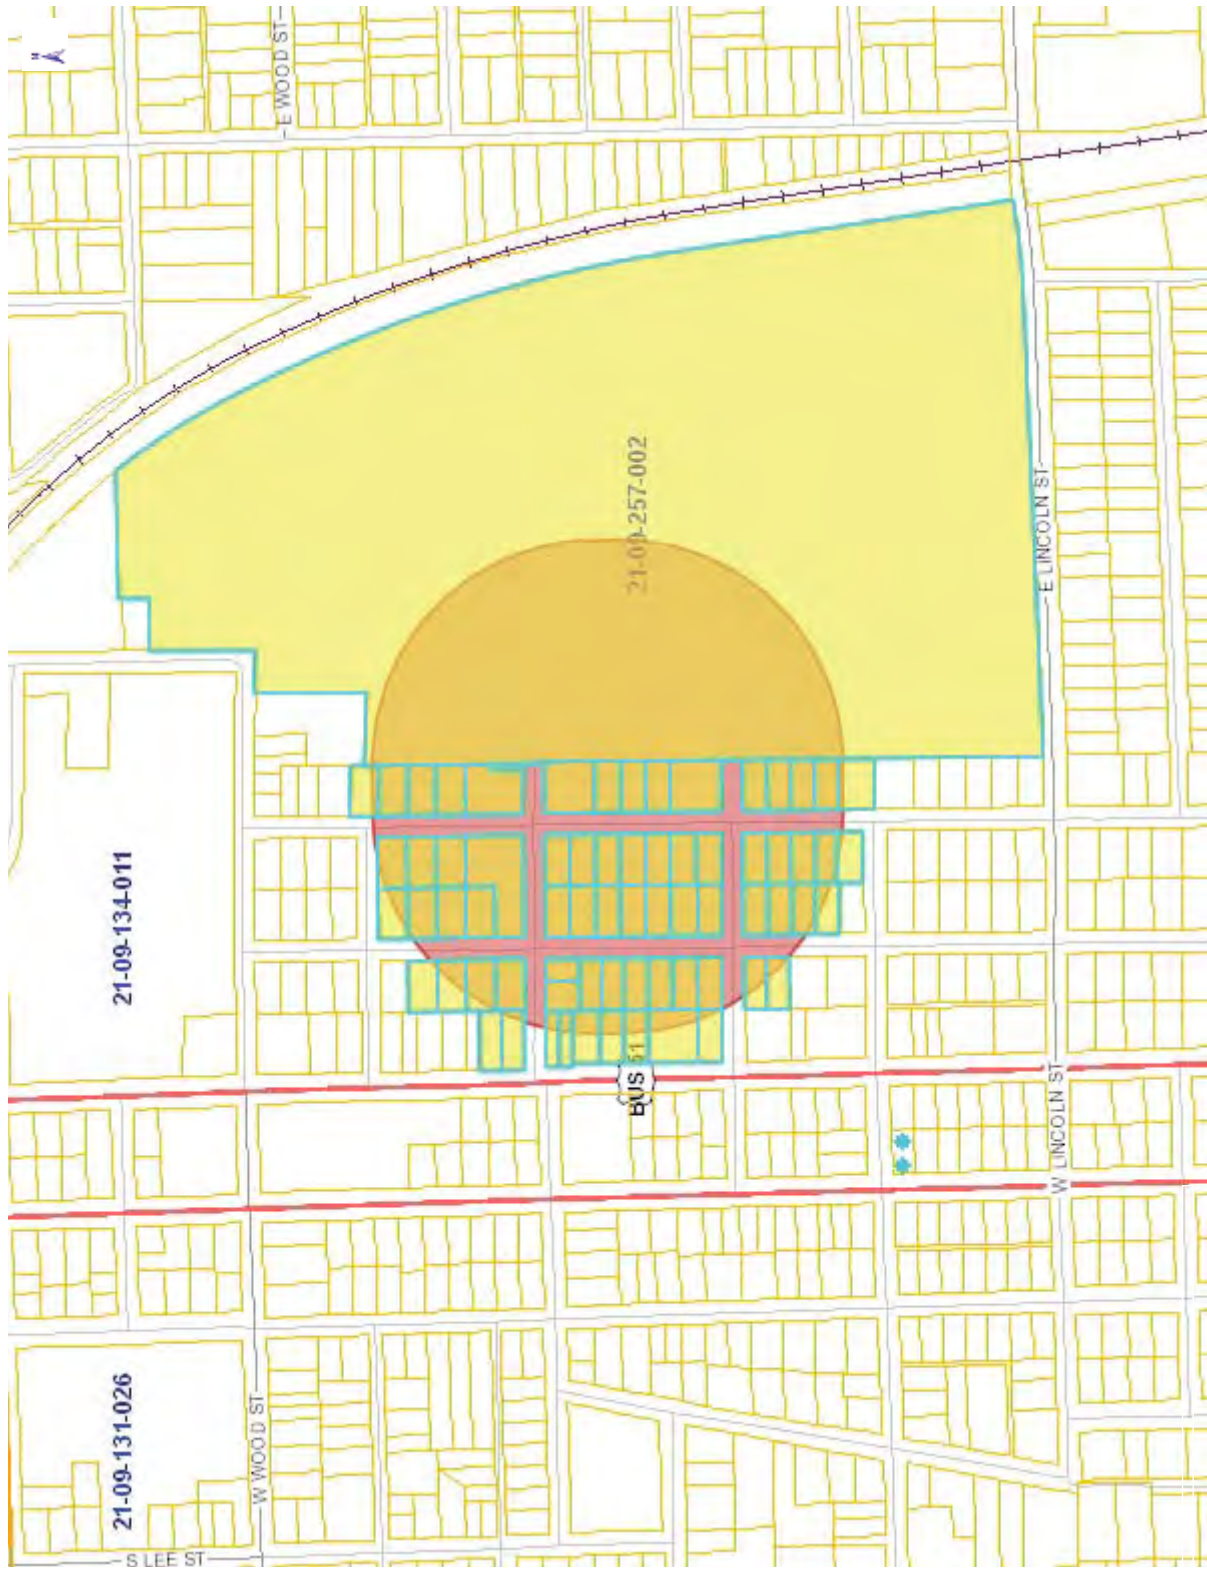 E WOOD ST
21-09-257-002
E LINCOLN ST
21-09-134-011
BUS 51
W LINCOLN ST
21-09-131-026
W WOOD ST
S LEE ST